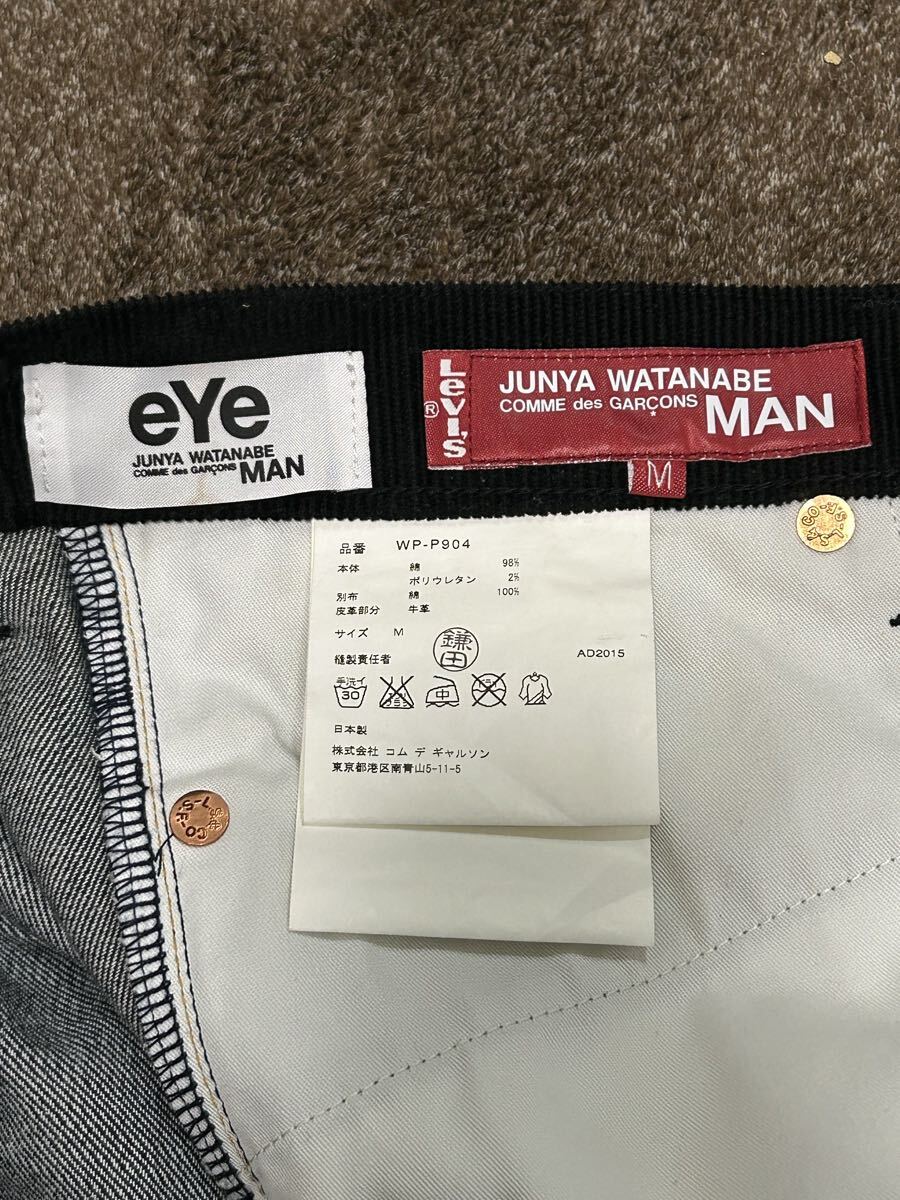 eYe
JUNYA WATANABE
COMME des GARÇONS MAN
Levi's
®
JUNYA WATANABE
COMME des GARÇONS MAN
M
品番 WP-P904
本体 綿 98%
ポリウレタン 2%
別布 綿 100%
皮革部分 牛革
サイズ M
縫製責任者 鎌田 AD2015
手洗イ
30
中
日本製
株式会社 コム デ ギャルソン
東京都港区南青山5-11-5